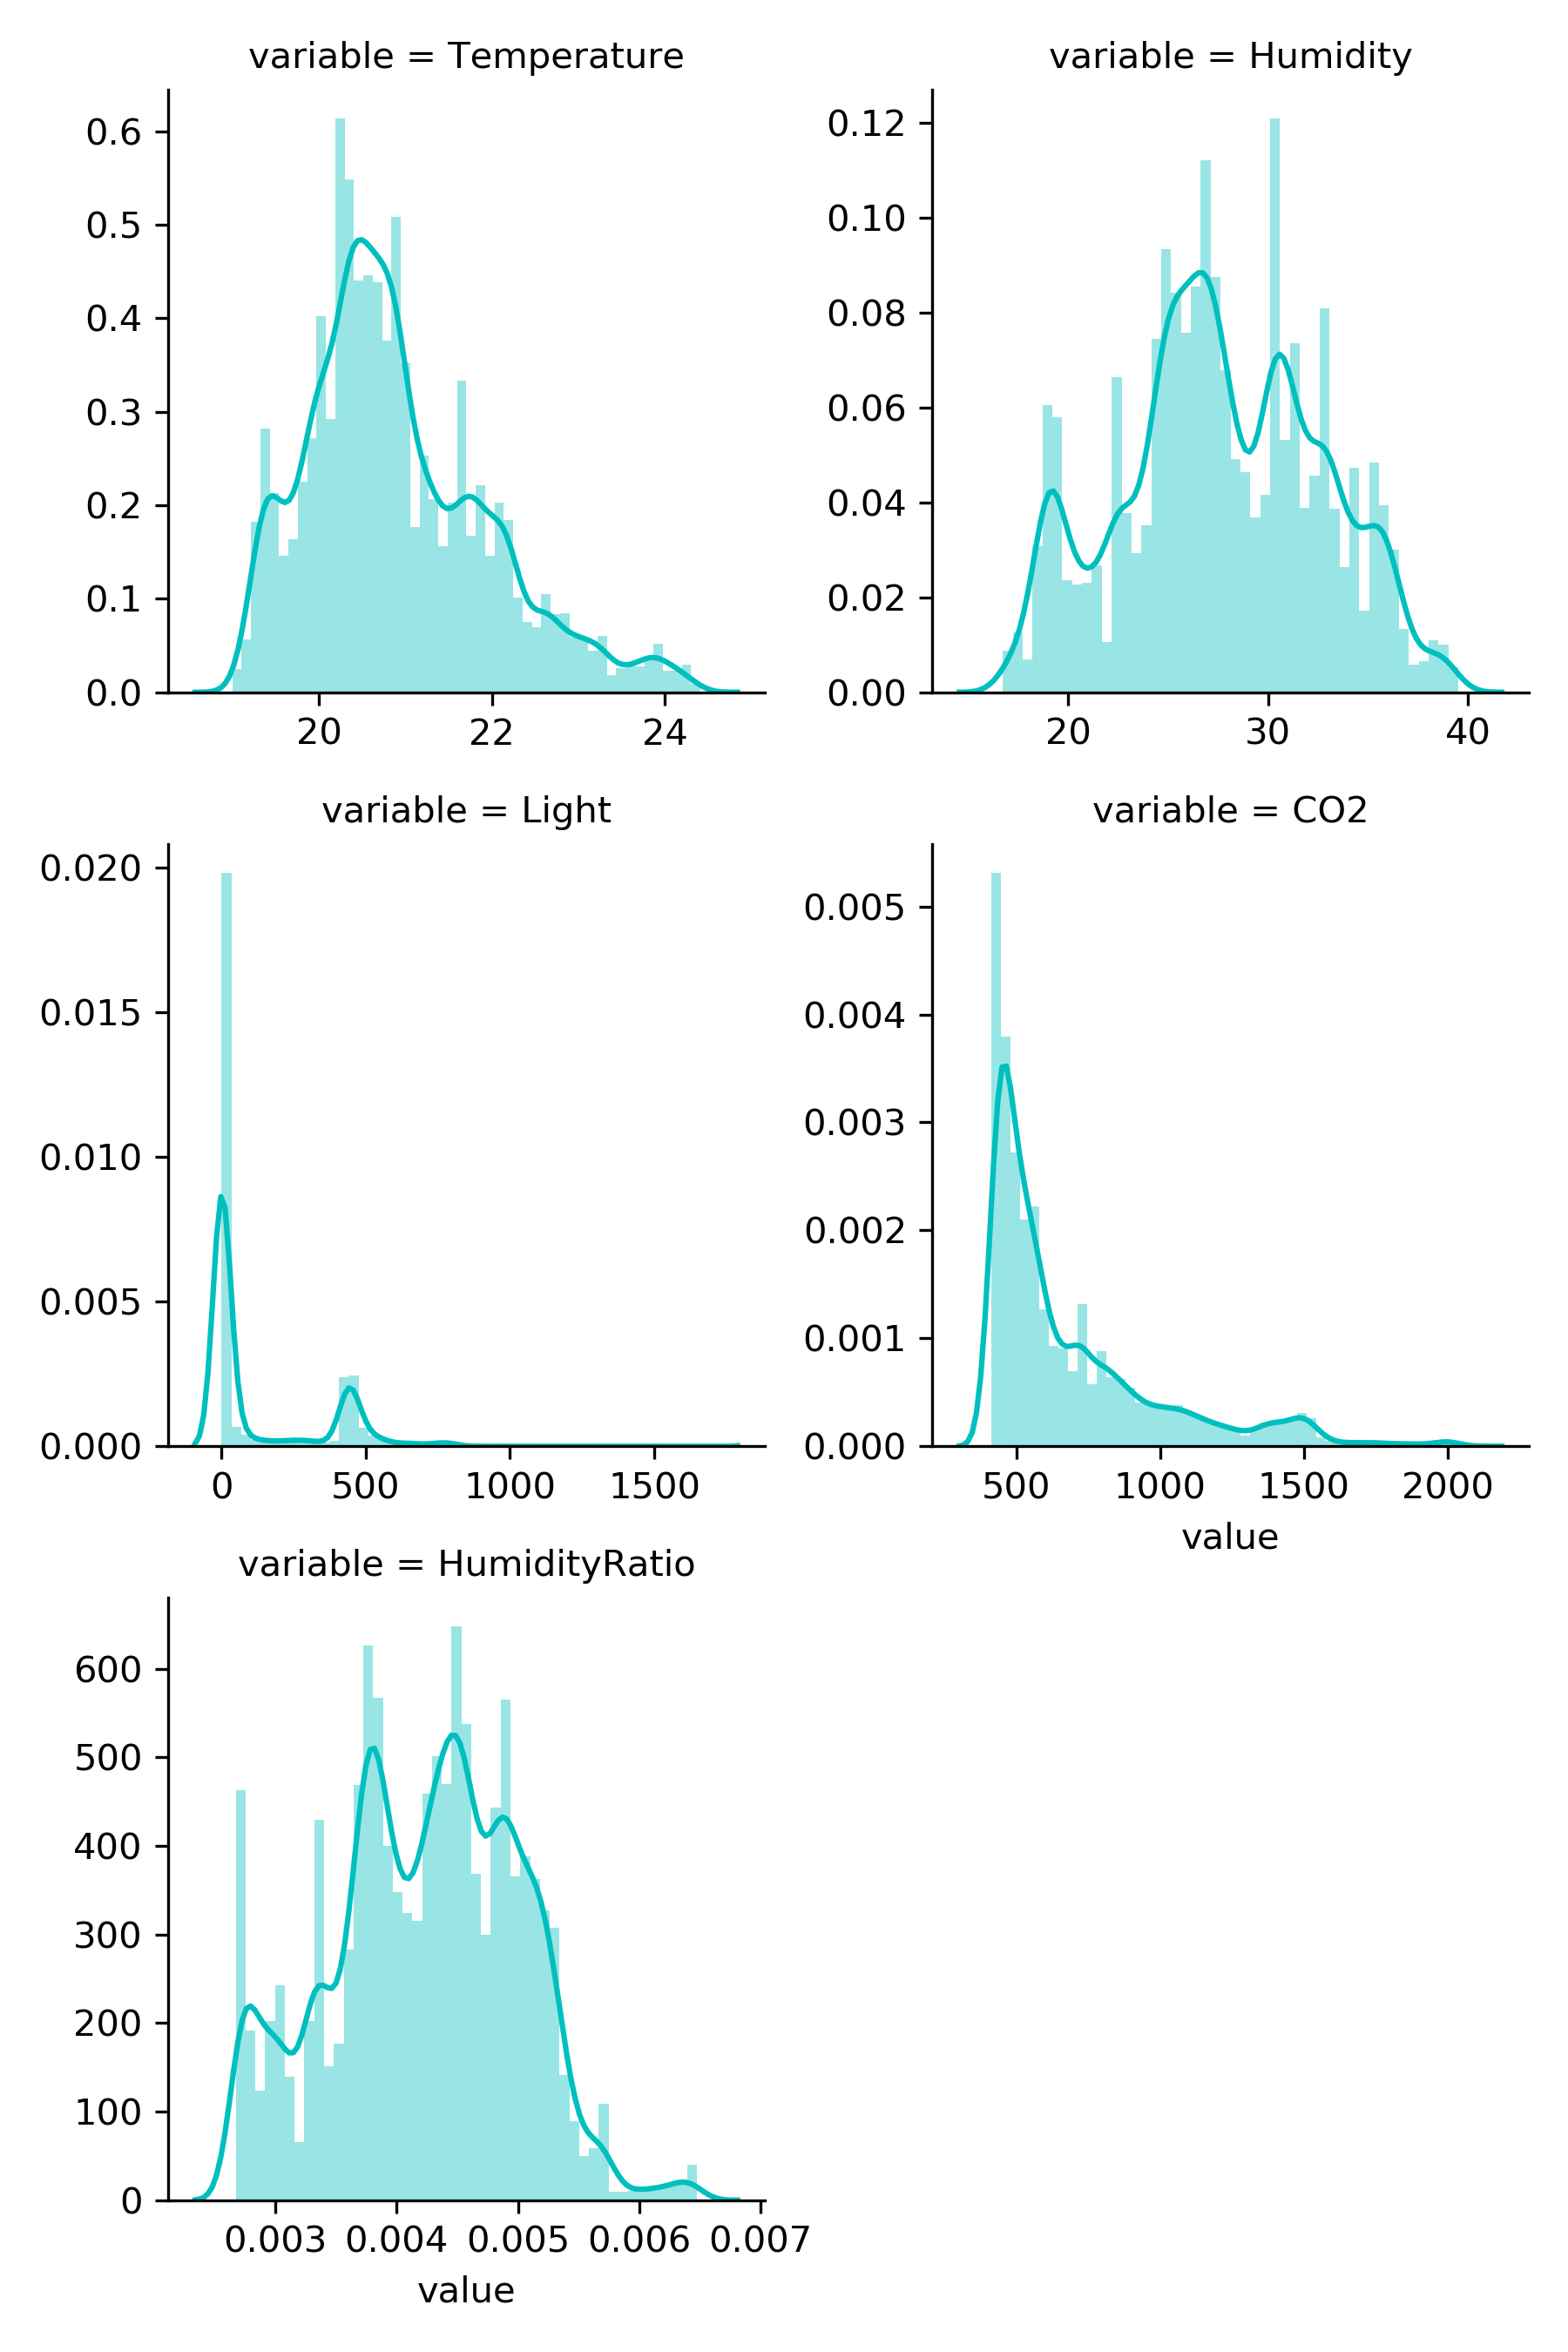 variable = Temperature
0.6
0.5
0.4
0.3
0.2
0.1
0.0
20 22 24
variable = Humidity
0.12
0.10
0.08
0.06
0.04
0.02
0.00
20 30 40
variable = Light
0.020
0.015
0.010
0.005
0.000
0 500 1000 1500
variable = CO2
0.005
0.004
0.003
0.002
0.001
0.000
500 1000 1500 2000
value
variable = HumidityRatio
600
500
400
300
200
100
0
0.003 0.004 0.005 0.006 0.007
value